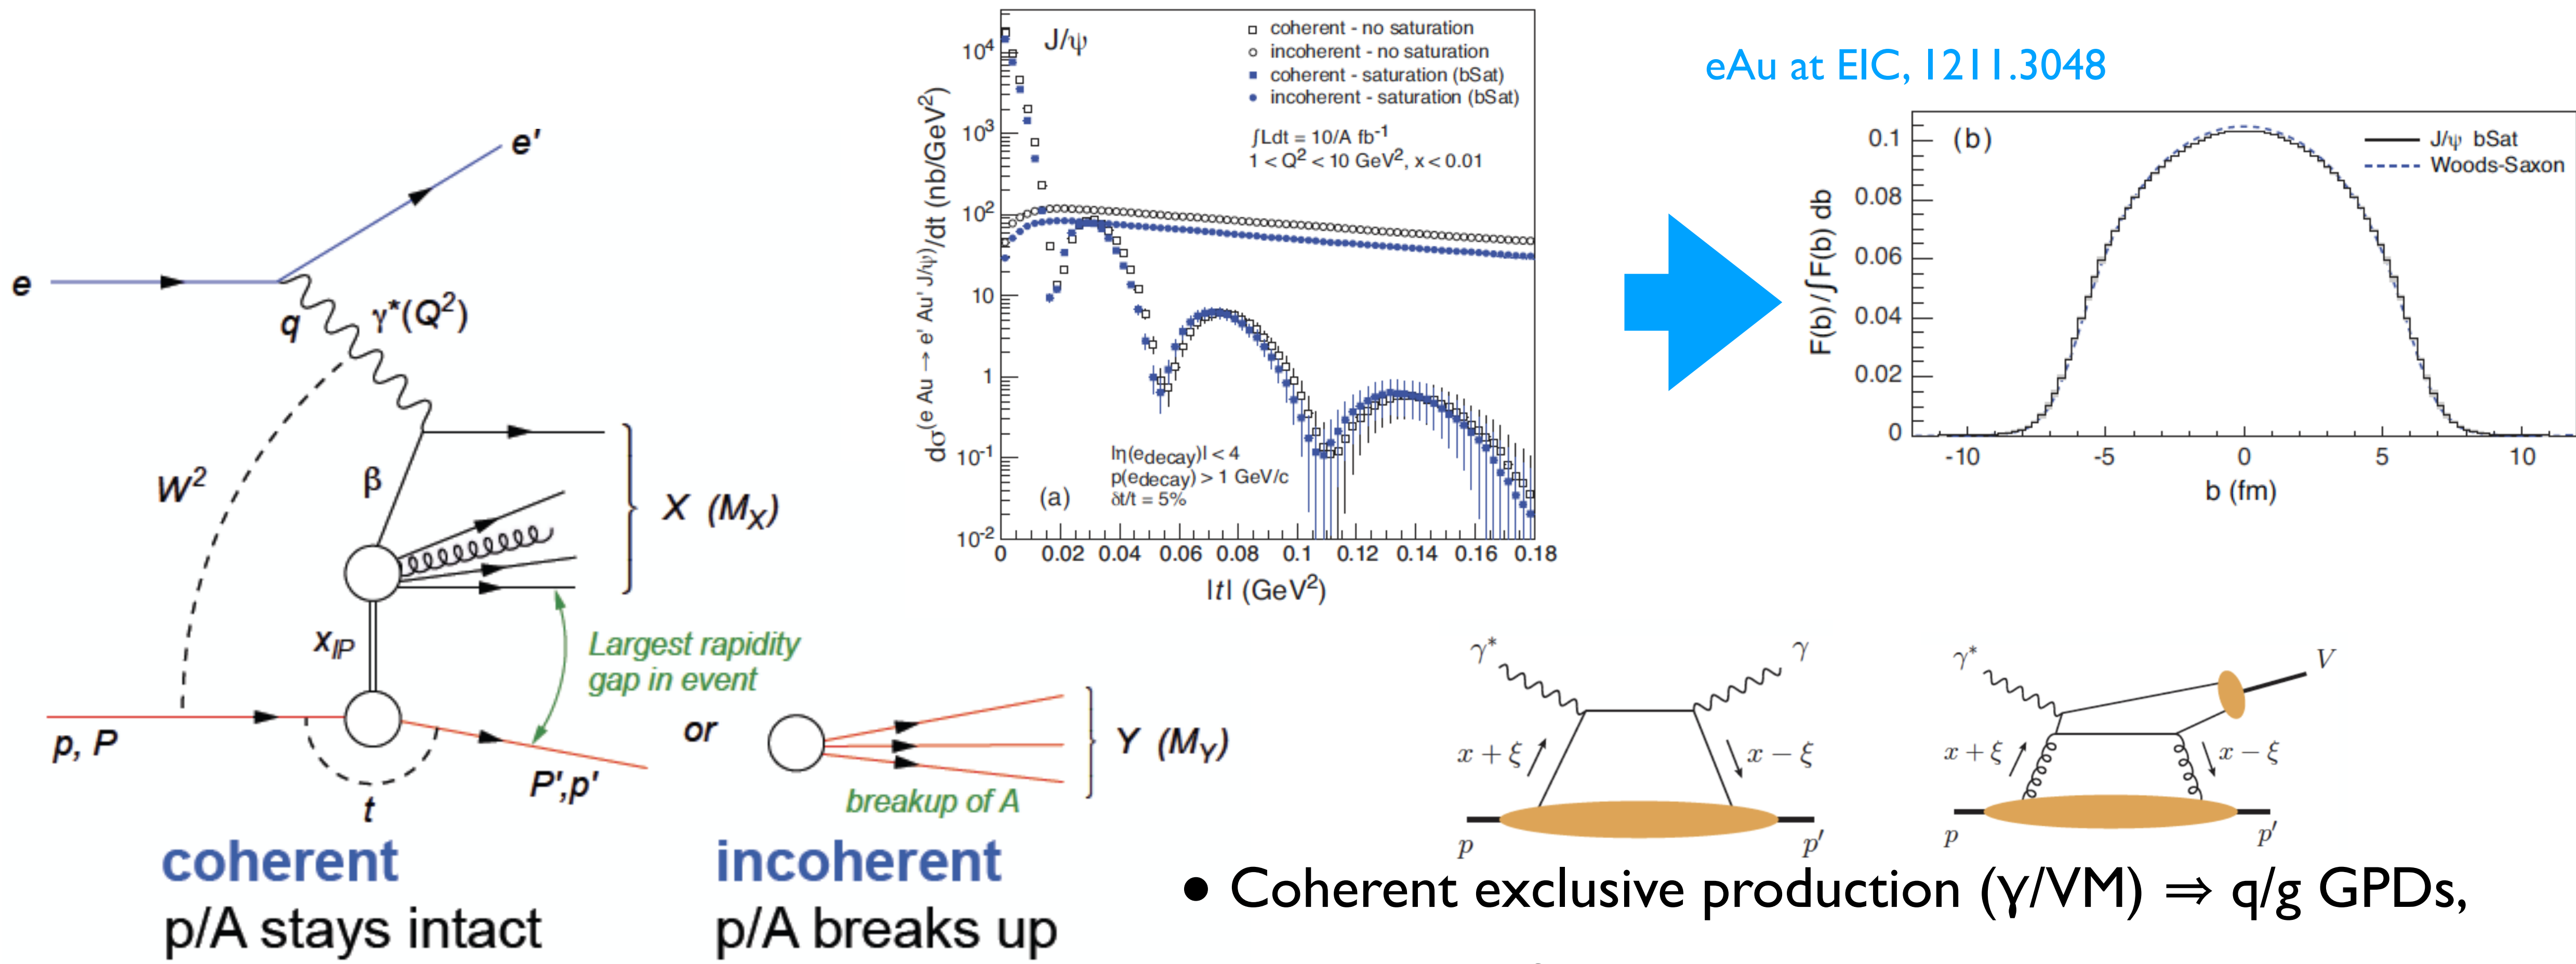 e
e'
q
γ*(Q²)
W²
β
X (M_X)
x_IP
Largest rapidity
gap in event
p, P
P',p'
t
or
Y (M_Y)
breakup of A
coherent
p/A stays intact
incoherent
p/A breaks up
J/ψ
coherent - no saturation
incoherent - no saturation
coherent - saturation (bSat)
incoherent - saturation (bSat)
∫Ldt = 10/A fb⁻¹
1 < Q² < 10 GeV², x < 0.01
|η(e_decay)| < 4
p(e_decay) > 1 GeV/c
δt/t = 5%
(a)
dσ(e Au → e' Au' J/ψ)/dt (nb/GeV²)
10⁴
10³
10²
10
1
10⁻¹
10⁻²
0 0.02 0.04 0.06 0.08 0.1 0.12 0.14 0.16 0.18
|t| (GeV²)
eAu at EIC, 1211.3048
(b)
J/ψ bSat
Woods-Saxon
F(b)/∫F(b) db
0.1
0.08
0.06
0.04
0.02
0
-10 -5 0 5 10
b (fm)
γ* γ
x + ξ x − ξ
p p′
γ* V
x + ξ x − ξ
p p′
• Coherent exclusive production (γ/VM) ⇒ q/g GPDs,